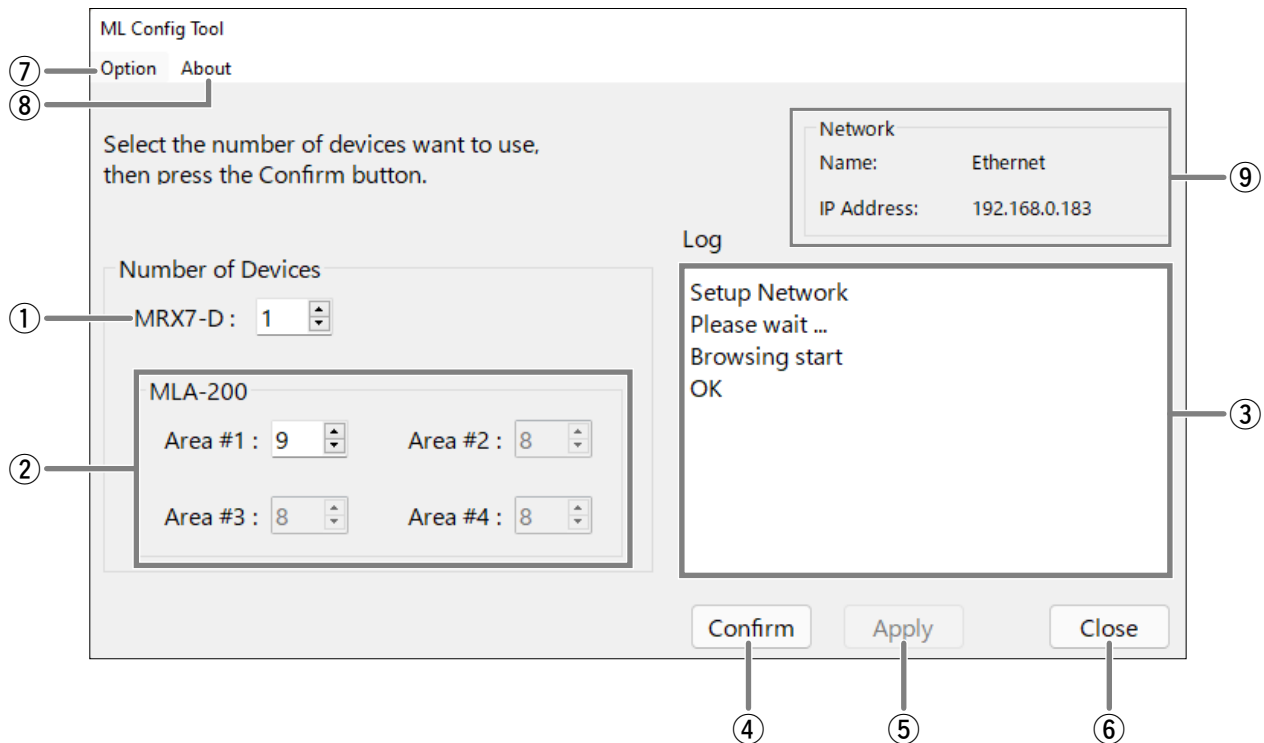 ML Config Tool
⑦ Option About
⑧
Select the number of devices want to use,
then press the Confirm button.
Network
Name: Ethernet
IP Address: 192.168.0.183
⑨
Number of Devices
① MRX7-D : 1
② MLA-200
Area #1 : 9 Area #2 : 8
Area #3 : 8 Area #4 : 8
Log
Setup Network
Please wait ...
Browsing start
OK
③
Confirm Apply Close
④ ⑤ ⑥